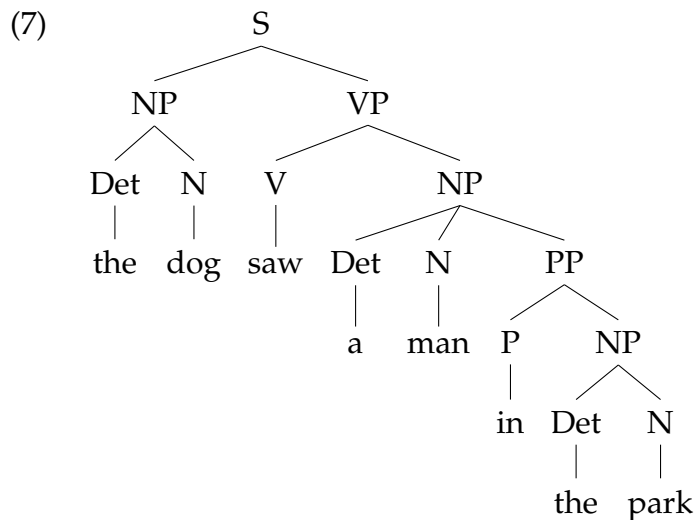 (7) S
NP VP
Det N V NP
the dog saw Det N PP
a man P NP
in Det N
the park